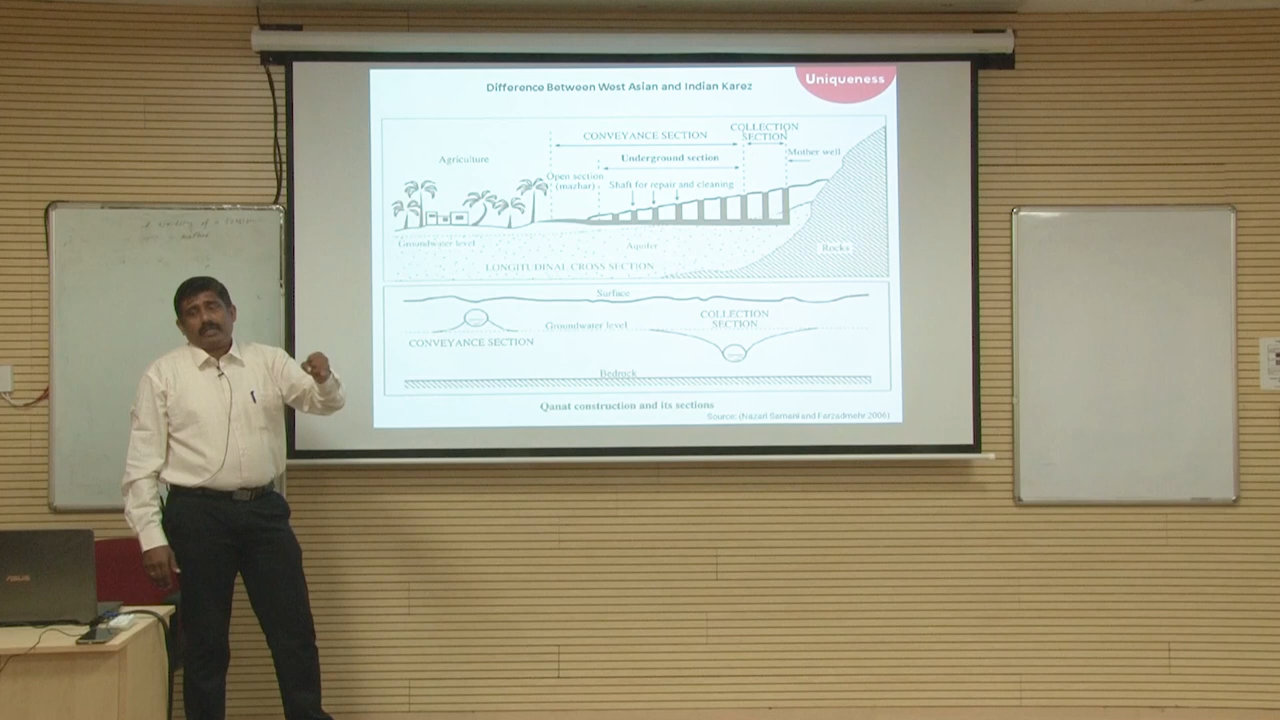 Difference Between West Asian and Indian Karez
Uniqueness
CONVEYANCE SECTION
COLLECTION
SECTION
Agriculture
Underground section
Mother well
Open section
(mazhar)
Shaft for repair and cleaning
Groundwater level
Aquifer
Rocks
LONGITUDINAL CROSS SECTION
Surface
Groundwater level
COLLECTION
SECTION
CONVEYANCE SECTION
Bedrock
Qanat construction and its sections
Source: (Nazari Samani and Farzadmehr 2006)
ASUS